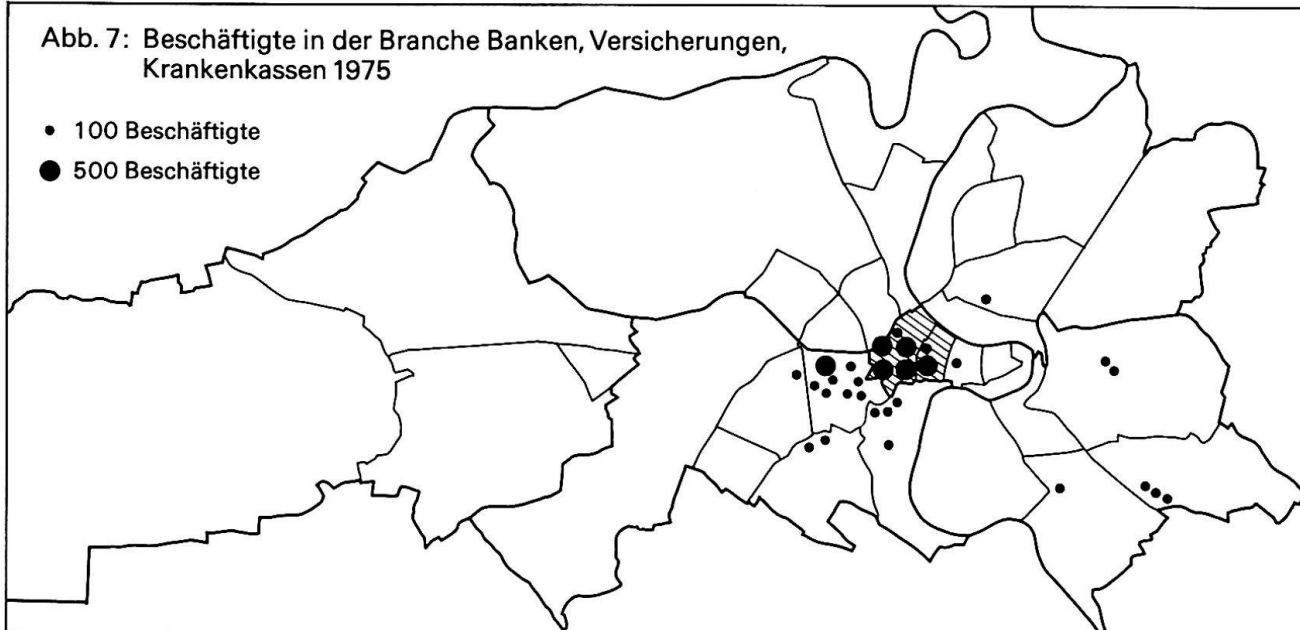 Abb. 7: Beschäftigte in der Branche Banken, Versicherungen,
Krankenkassen 1975
100 Beschäftigte
500 Beschäftigte